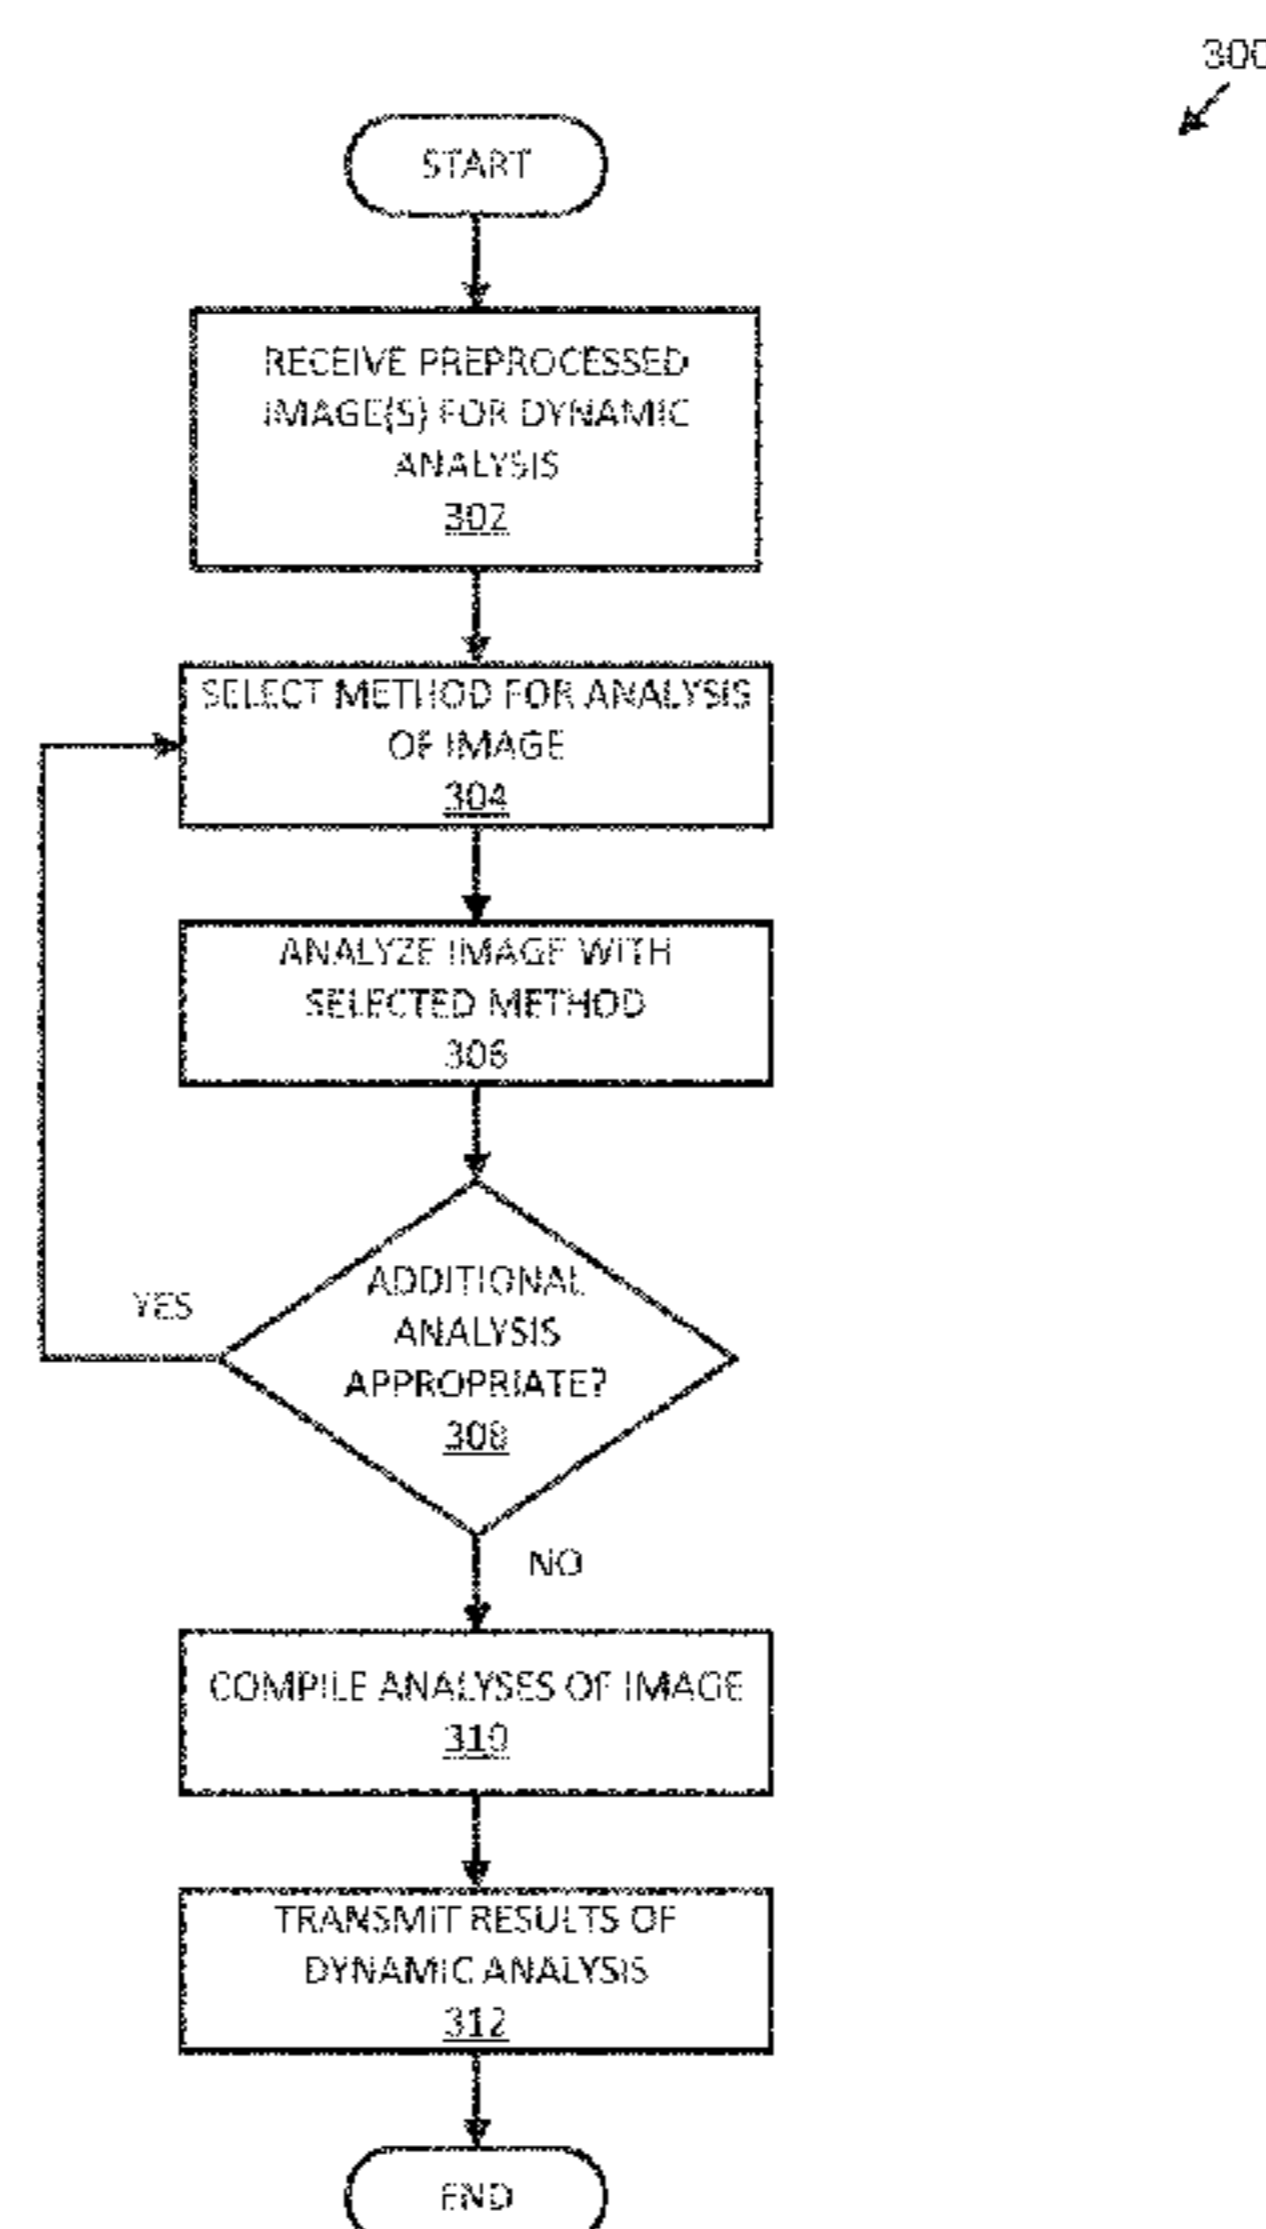 300
START
RECEIVE PREPROCESSED
IMAGE(S) FOR DYNAMIC
ANALYSIS
302
SELECT METHOD FOR ANALYSIS
OF IMAGE
304
ANALYZE IMAGE WITH
SELECTED METHOD
306
ADDITIONAL
ANALYSIS
APPROPRIATE?
308
YES
NO
COMPILE ANALYSES OF IMAGE
310
TRANSMIT RESULTS OF
DYNAMIC ANALYSIS
312
END